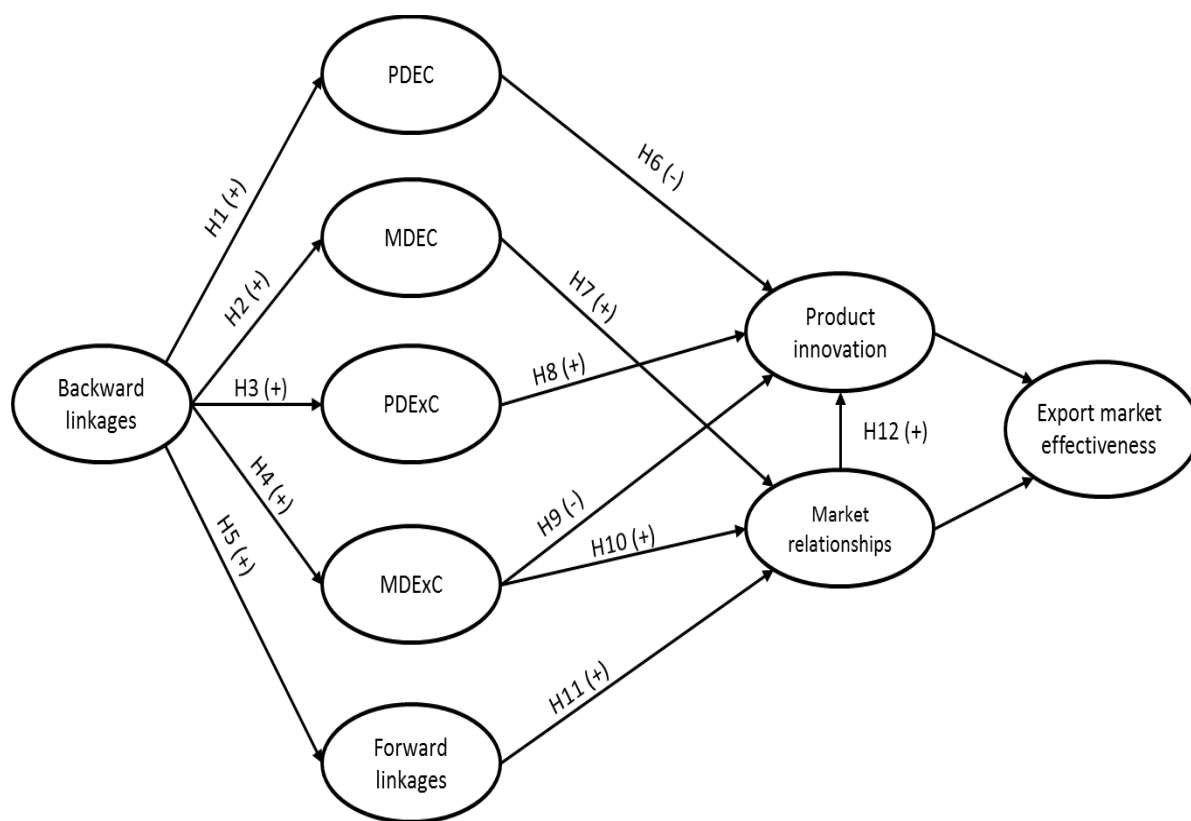 PDEC
H1 (+)
H6 (-)
MDEC
H2 (+)
H7 (+)
Product
innovation
Backward
linkages
H3 (+)
PDExC
H8 (+)
Export market
effectiveness
H12 (+)
H4 (+)
H9 (-)
H5 (+)
MDExC
H10 (+)
Market
relationships
H11 (+)
Forward
linkages